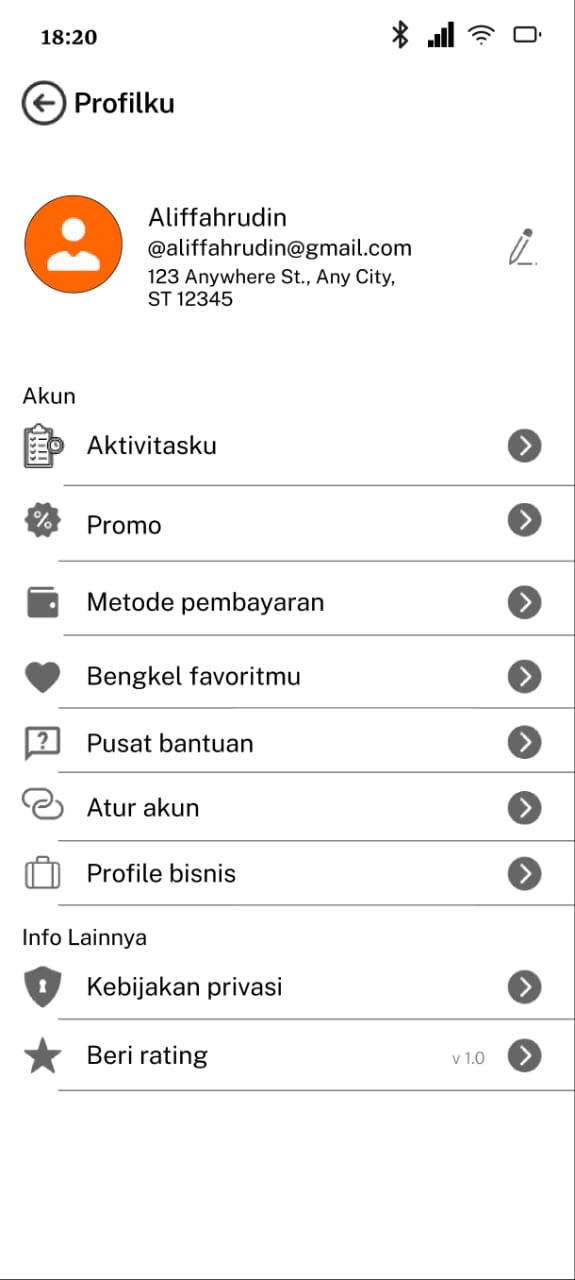 18:20
Profilku
Aliffahrudin
@aliffahrudin@gmail.com
123 Anywhere St., Any City,
ST 12345
Akun
Aktivitasku
Promo
Metode pembayaran
Bengkel favoritmu
Pusat bantuan
Atur akun
Profile bisnis
Info Lainnya
Kebijakan privasi
Beri rating v 1.0